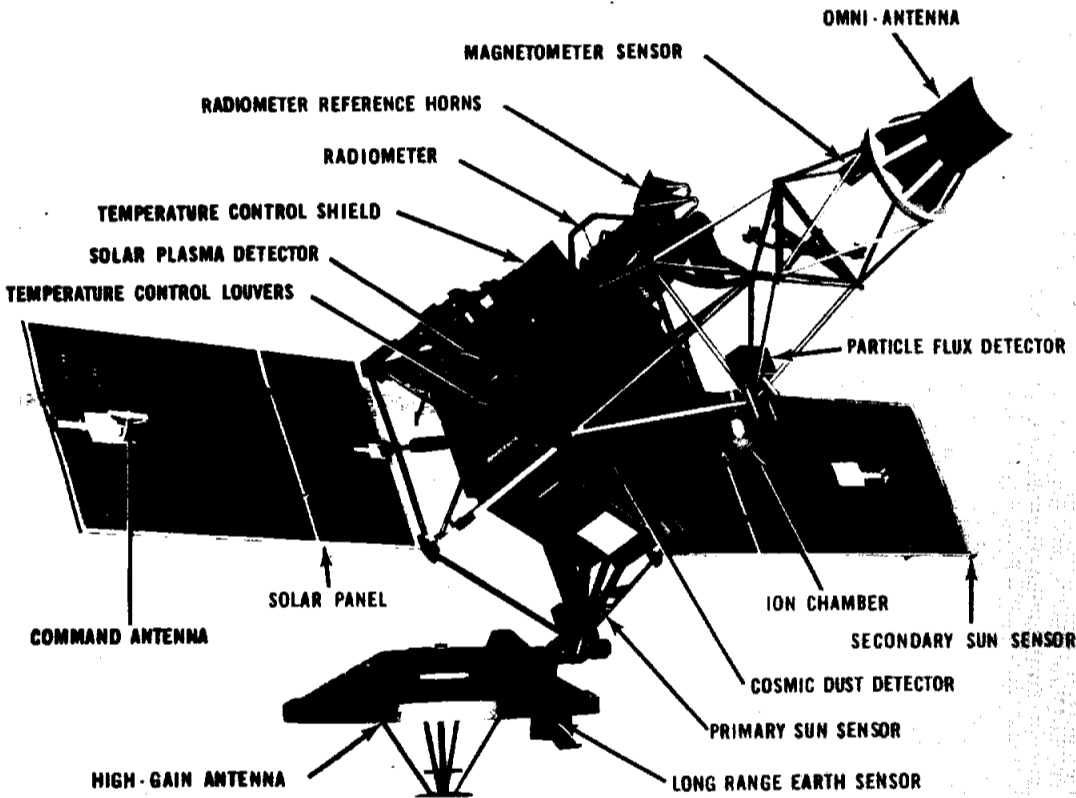 OMNI-ANTENNA
MAGNETOMETER SENSOR
RADIOMETER REFERENCE HORNS
RADIOMETER
TEMPERATURE CONTROL SHIELD
SOLAR PLASMA DETECTOR
TEMPERATURE CONTROL LOUVERS
PARTICLE FLUX DETECTOR
SOLAR PANEL
ION CHAMBER
COMMAND ANTENNA
SECONDARY SUN SENSOR
COSMIC DUST DETECTOR
PRIMARY SUN SENSOR
HIGH-GAIN ANTENNA
LONG RANGE EARTH SENSOR